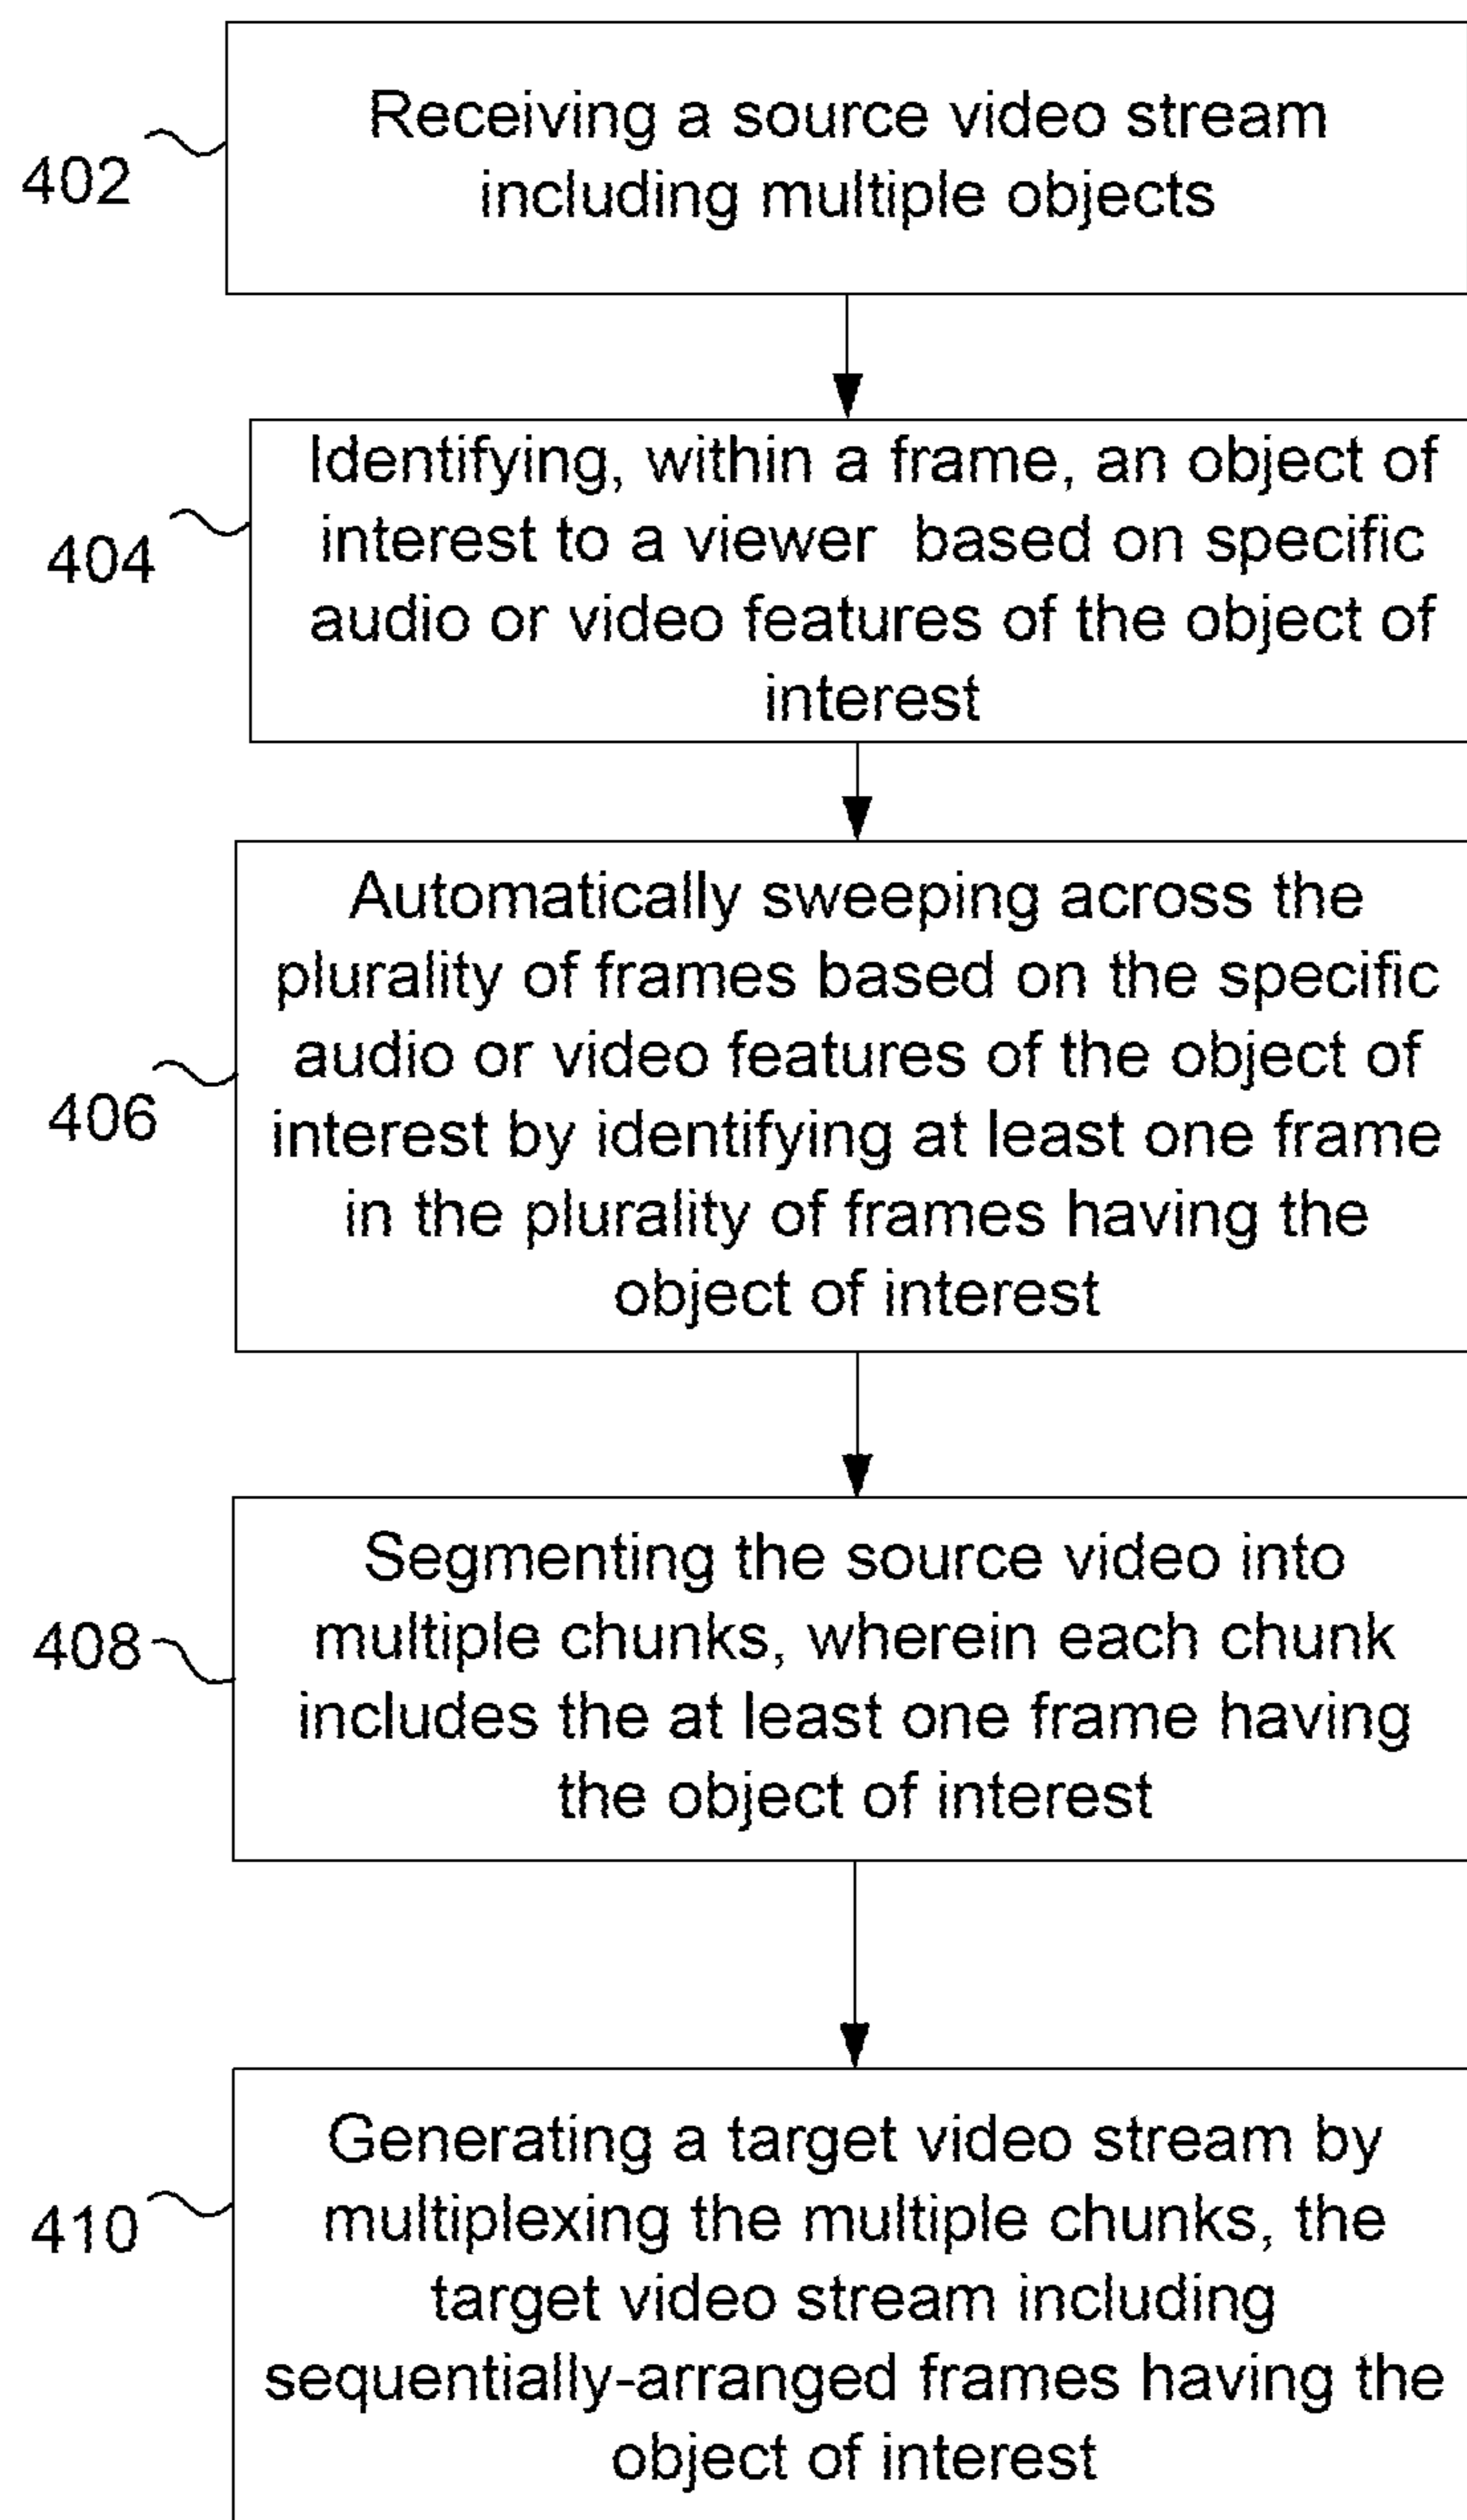 Receiving a source video stream
including multiple objects
402
Identifying, within a frame, an object of
interest to a viewer based on specific
audio or video features of the object of
interest
404
Automatically sweeping across the
plurality of frames based on the specific
audio or video features of the object of
interest by identifying at least one frame
in the plurality of frames having the
object of interest
406
Segmenting the source video into
multiple chunks, wherein each chunk
includes the at least one frame having
the object of interest
408
Generating a target video stream by
multiplexing the multiple chunks, the
target video stream including
sequentially-arranged frames having the
object of interest
410